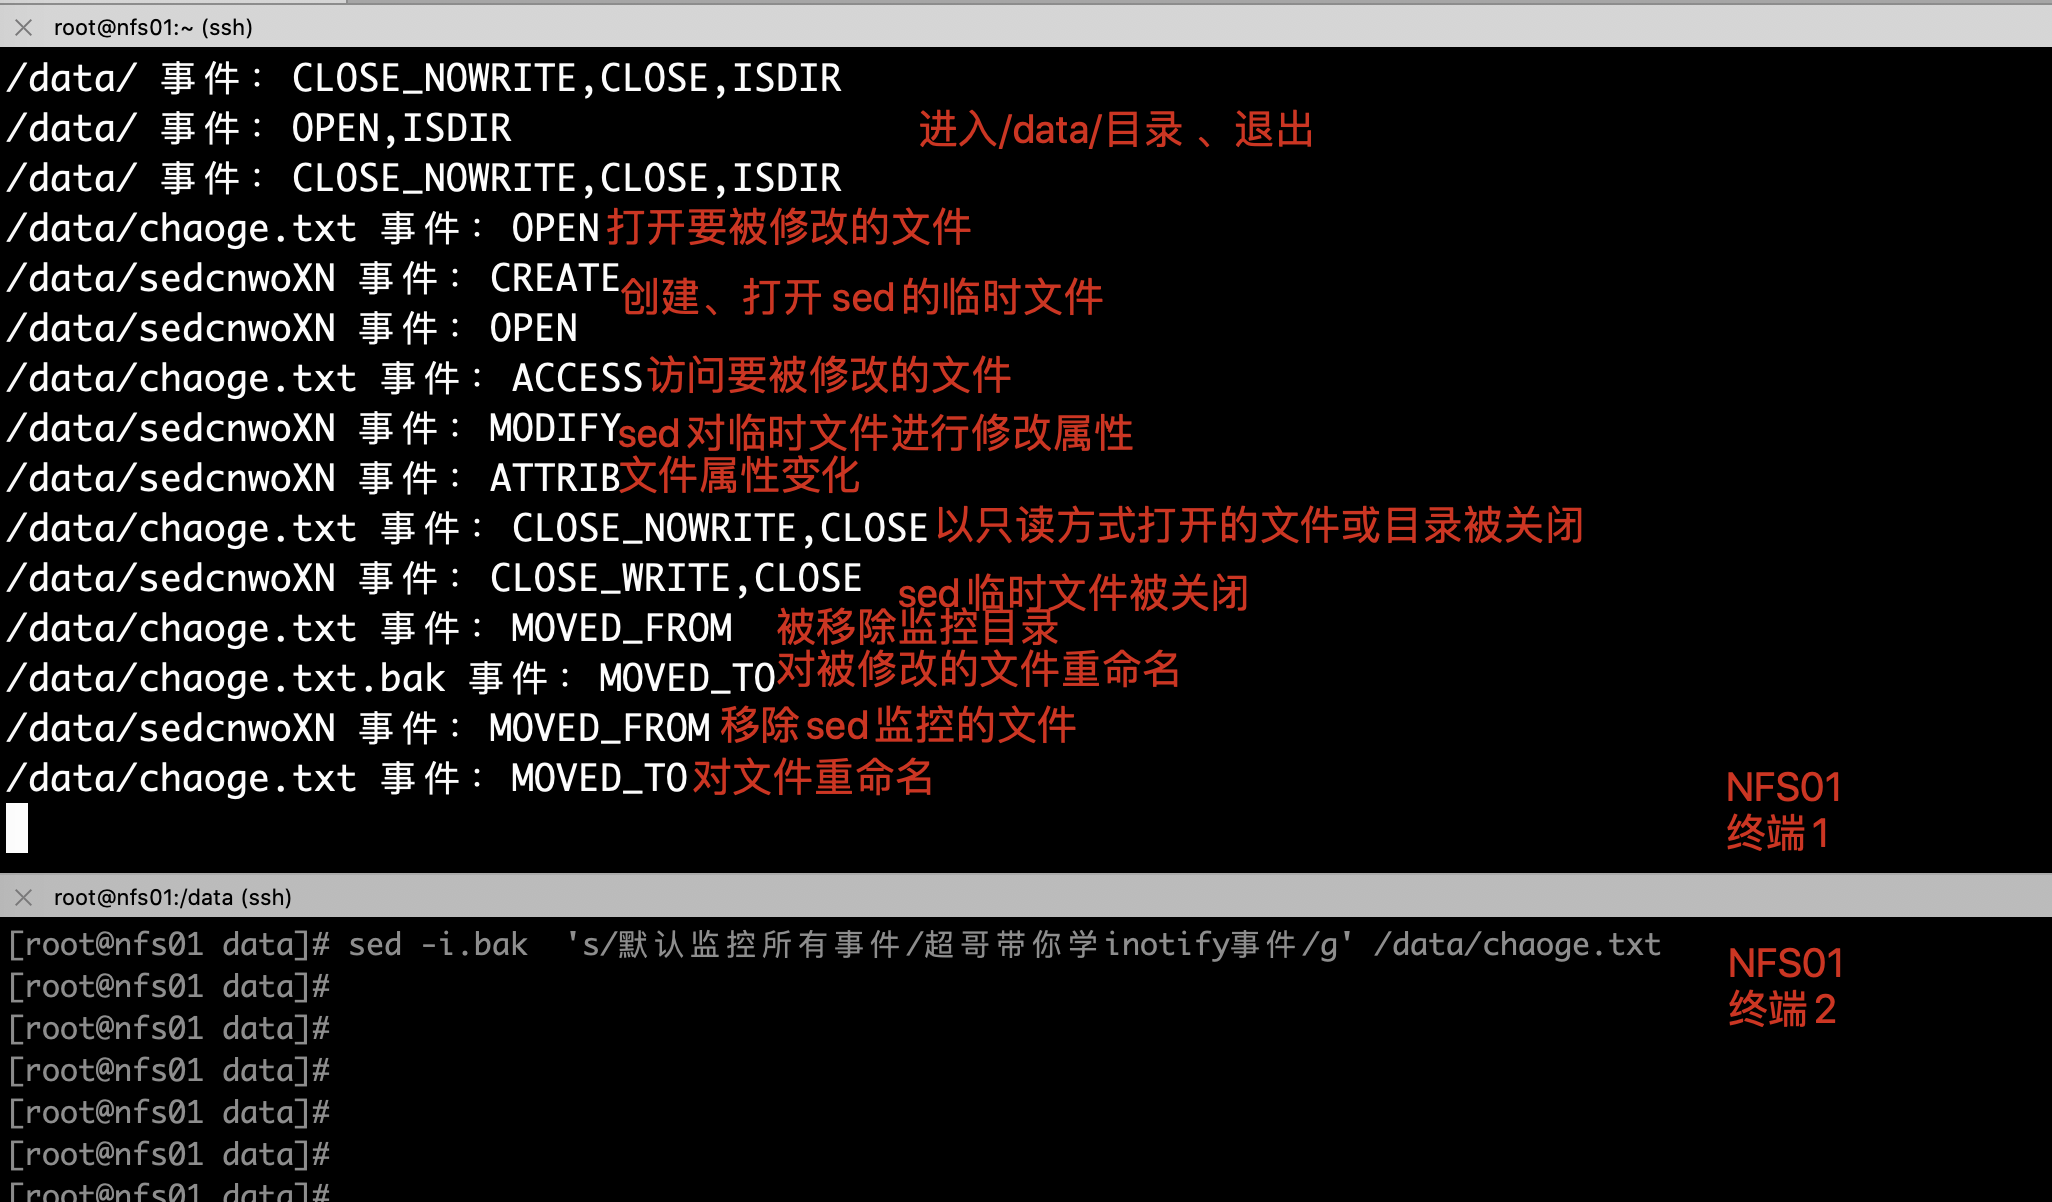 root@nfs01:~ (ssh)
/data/ 事件： CLOSE_NOWRITE,CLOSE,ISDIR
/data/ 事件： OPEN,ISDIR
进入/data/目录 、退出
/data/ 事件： CLOSE_NOWRITE,CLOSE,ISDIR
/data/chaoge.txt 事件： OPEN 打开要被修改的文件
/data/sedcnwoXN 事件： CREATE
创建、打开 sed的临时文件
/data/sedcnwoXN 事件： OPEN
/data/chaoge.txt 事件： ACCESS 访问要被修改的文件
/data/sedcnwoXN 事件： MODIFY sed对临时文件进行修改属性
/data/sedcnwoXN 事件： ATTRIB 文件属性变化
/data/chaoge.txt 事件： CLOSE_NOWRITE,CLOSE 以只读方式打开的文件或目录被关闭
/data/sedcnwoXN 事件： CLOSE_WRITE,CLOSE sed临时文件被关闭
/data/chaoge.txt 事件： MOVED_FROM 被移除监控目录
/data/chaoge.txt.bak 事件： MOVED_TO 对被修改的文件重命名
/data/sedcnwoXN 事件： MOVED_FROM 移除sed监控的文件
/data/chaoge.txt 事件： MOVED_TO 对文件重命名
NFS01
终端1
root@nfs01:/data (ssh)
[root@nfs01 data]# sed -i.bak  's/默认监控所有事件/超哥带你学inotify事件/g' /data/chaoge.txt
NFS01
[root@nfs01 data]#
终端2
[root@nfs01 data]#
[root@nfs01 data]#
[root@nfs01 data]#
[root@nfs01 data]#
[root@nfs01 data]#